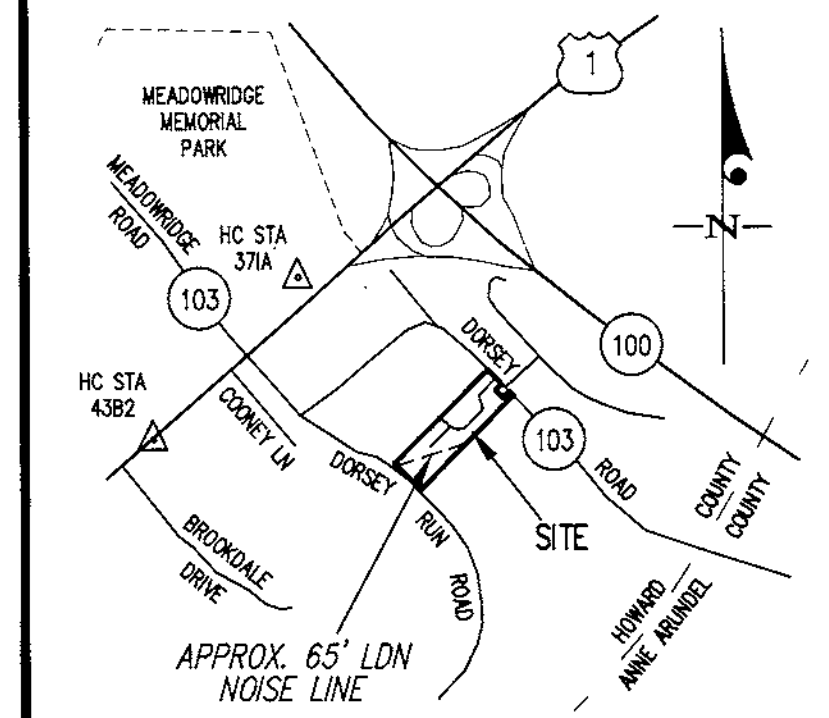 1
MEADOWRIDGE
MEMORIAL
PARK
MEADOWRIDGE
ROAD
HC STA
371A
103
N
HC STA
43B2
COONEY LN
DORSEY
100
DORSEY
RUN
ROAD
103
ROAD
SITE
BROOKDALE
DRIVE
COUNTY
COUNTY
HOWARD
ANNE ARUNDEL
APPROX. 65' LDN
NOISE LINE